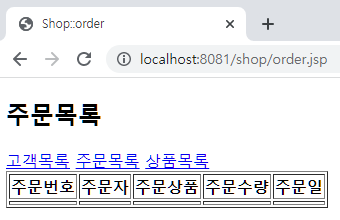 Shop::order
localhost:8081/shop/order.jsp
주문목록
고객목록 주문목록 상품목록
주문번호 주문자 주문상품 주문수량 주문일